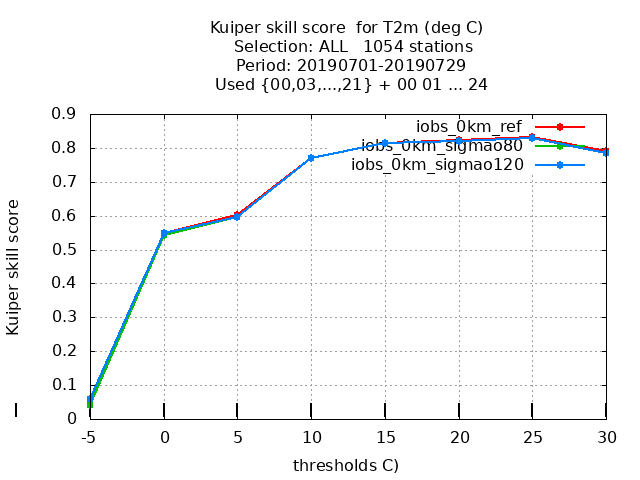 Kuiper skill score for T2m (deg C)
Selection: ALL 1054 stations
Period: 20190701-20190729
Used {00,03,...,21} + 00 01 ... 24
iobs_0km_ref
iobs_0km_sigmao80
iobs_0km_sigmao120
Kuiper skill score
0.9
0.8
0.7
0.6
0.5
0.4
0.3
0.2
0.1
0
-5 0 5 10 15 20 25 30
thresholds C)